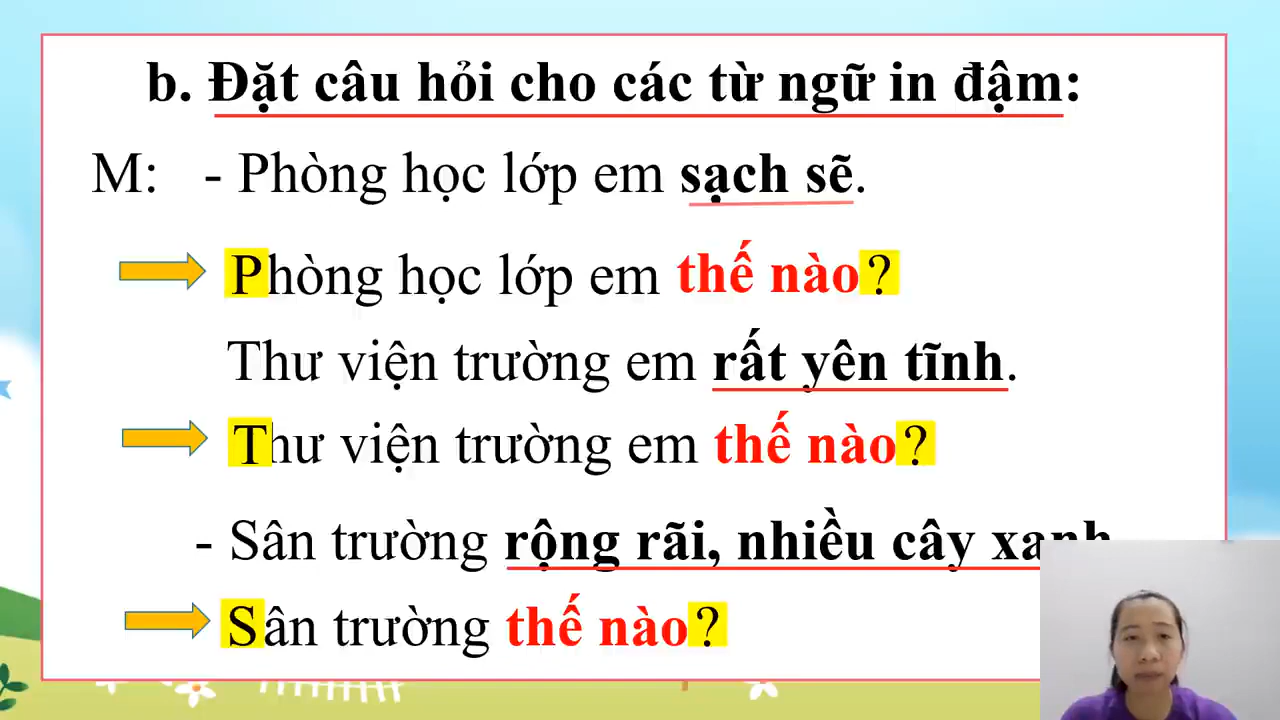 b. Đặt câu hỏi cho các từ ngữ in đậm:
M: - Phòng học lớp em sạch sẽ.
Phòng học lớp em thế nào?
Thư viện trường em rất yên tĩnh.
Thư viện trường em thế nào?
- Sân trường rộng rãi, nhiều cây xanh
Sân trường thế nào?